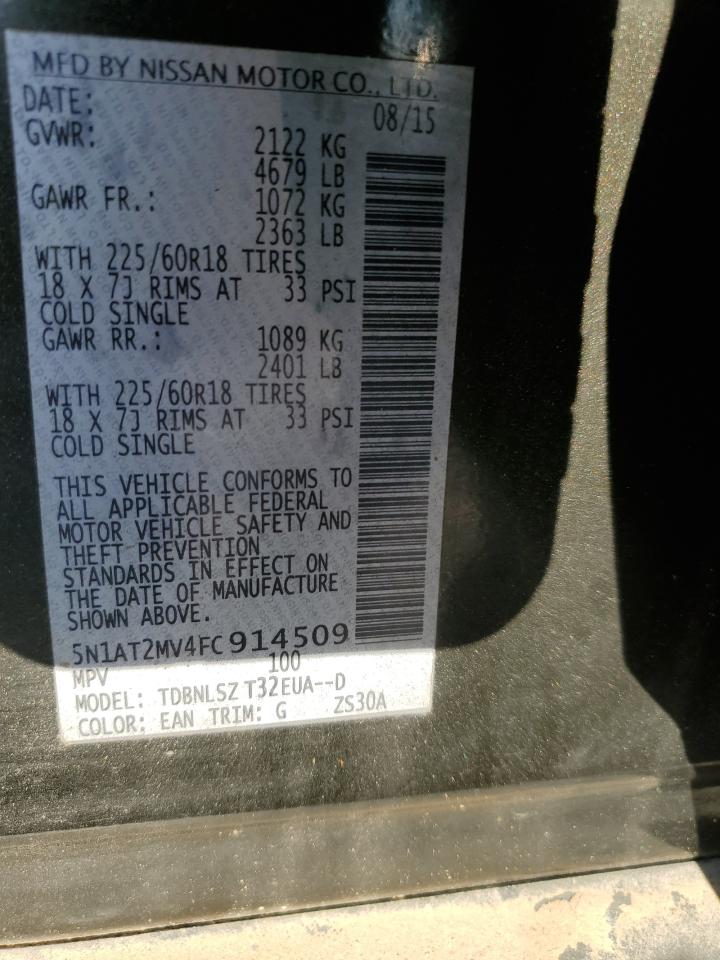 MFD BY NISSAN MOTOR CO., LTD.
DATE: 08/15
GVWR: 2122 KG
4679 LB
GAWR FR.: 1072 KG
2363 LB
WITH 225/60R18 TIRES
18 X 7J RIMS AT 33 PSI
COLD SINGLE
GAWR RR.: 1089 KG
2401 LB
WITH 225/60R18 TIRES
18 X 7J RIMS AT 33 PSI
COLD SINGLE
THIS VEHICLE CONFORMS TO
ALL APPLICABLE FEDERAL
MOTOR VEHICLE SAFETY AND
THEFT PREVENTION
STANDARDS IN EFFECT ON
THE DATE OF MANUFACTURE
SHOWN ABOVE.
5N1AT2MV4FC914509
MPV 100
MODEL: TDBNLSZ T32EUA--D
COLOR: EAN TRIM: G ZS30A